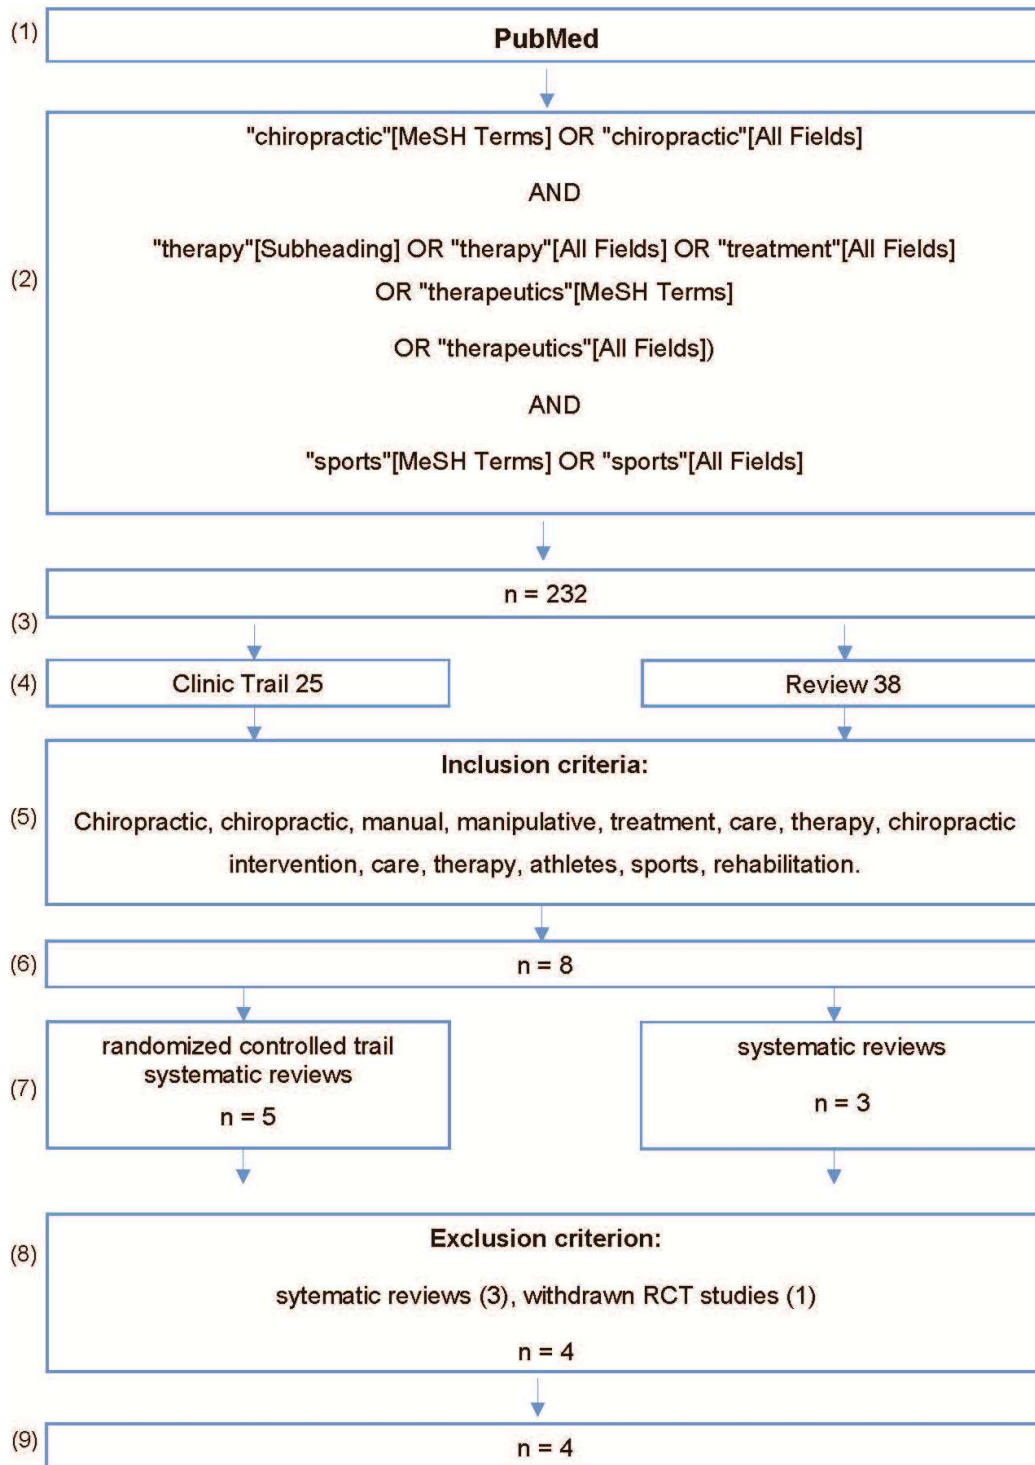 (1)
PubMed
"chiropractic"[MeSH Terms] OR "chiropractic"[All Fields]
AND
"therapy"[Subheading] OR "therapy"[All Fields] OR "treatment"[All Fields]
(2)
OR "therapeutics"[MeSH Terms]
OR "therapeutics"[All Fields])
AND
"sports"[MeSH Terms] OR "sports"[All Fields]
n = 232
(3)
(4)
Clinic Trail 25
Review 38
Inclusion criteria:
(5)
Chiropractic, chiropractic, manual, manipulative, treatment, care, therapy, chiropractic
intervention, care, therapy, athletes, sports, rehabilitation.
(6)
n = 8
(7)
randomized controlled trail
systematic reviews
n = 5
systematic reviews
n = 3
(8)
Exclusion criterion:
sytematic reviews (3), withdrawn RCT studies (1)
n = 4
(9)
n = 4